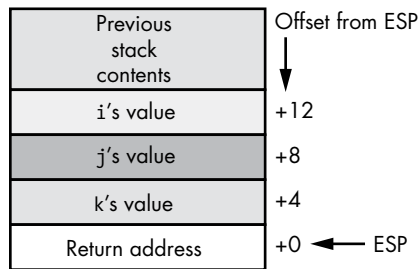 Previous
stack
contents
Offset from ESP
i's value
+12
j's value
+8
k's value
+4
Return address
+0
ESP